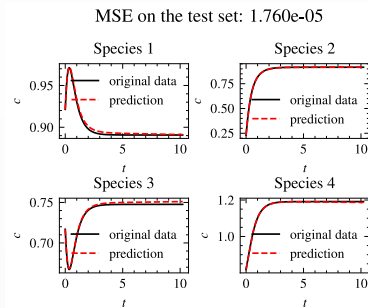 MSE on the test set: 1.760e-05
Species 1
Species 2
c
0.95
0.90
original data
prediction
0
5
10
t
c
0.75
0.50
0.25
original data
prediction
0
5
10
t
Species 3
Species 4
c
0.75
0.70
original data
prediction
0
5
10
t
c
1.2
1.0
original data
prediction
0
5
10
t